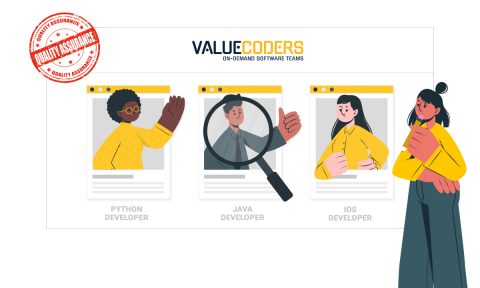 QUALITY ASSURANCE
QUALITY ASSURANCE
QUALITY ASSURANCE
VALUECODERS
ON-DEMAND SOFTWARE TEAMS
PYTHON
DEVELOPER
JAVA
DEVELOPER
IOS
DEVELOPER